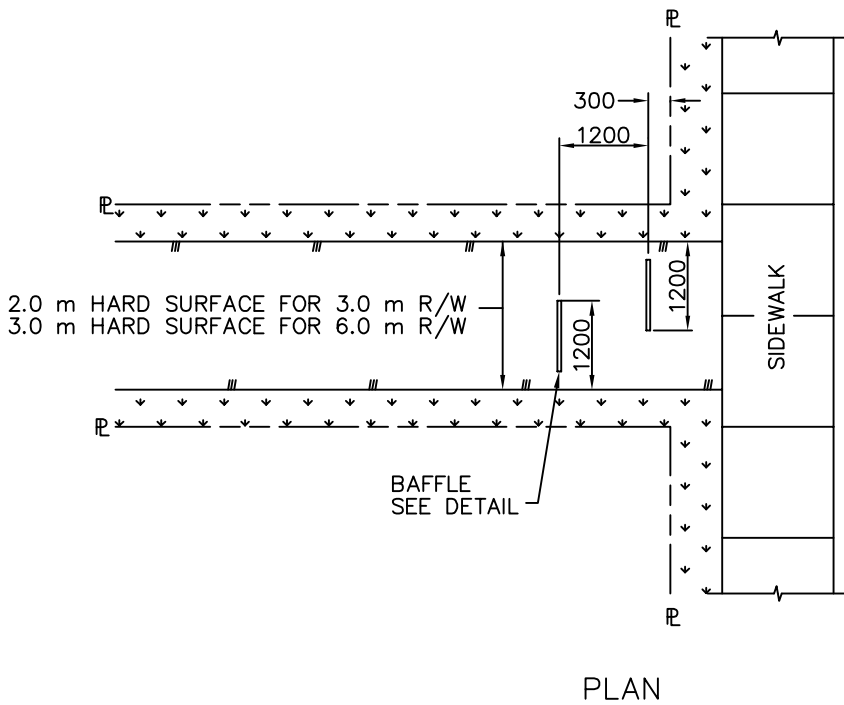 ℄
300
1200
℄
2.0 m HARD SURFACE FOR 3.0 m R/W
3.0 m HARD SURFACE FOR 6.0 m R/W
1200
1200
SIDEWALK
℄
BAFFLE
SEE DETAIL
℄
PLAN